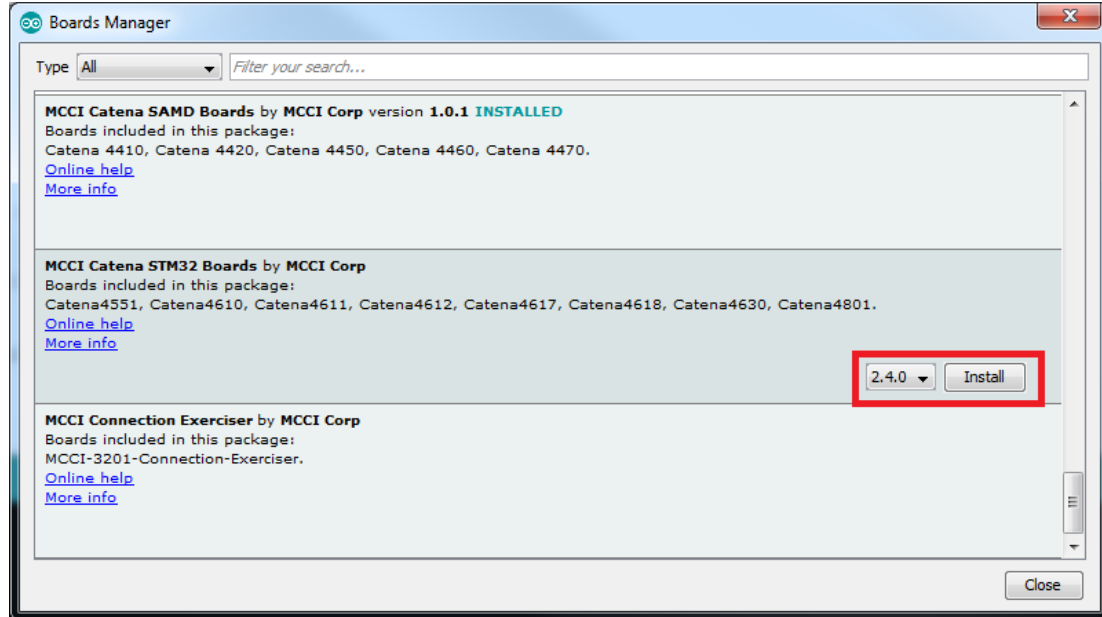 Boards Manager
Type All Filter your search...
MCCI Catena SAMD Boards by MCCI Corp version 1.0.1 INSTALLED
Boards included in this package:
Catena 4410, Catena 4420, Catena 4450, Catena 4460, Catena 4470.
Online help
More info
MCCI Catena STM32 Boards by MCCI Corp
Boards included in this package:
Catena4551, Catena4610, Catena4611, Catena4612, Catena4617, Catena4618, Catena4630, Catena4801.
Online help
More info
2.4.0 Install
MCCI Connection Exerciser by MCCI Corp
Boards included in this package:
MCCI-3201-Connection-Exerciser.
Online help
More info
Close